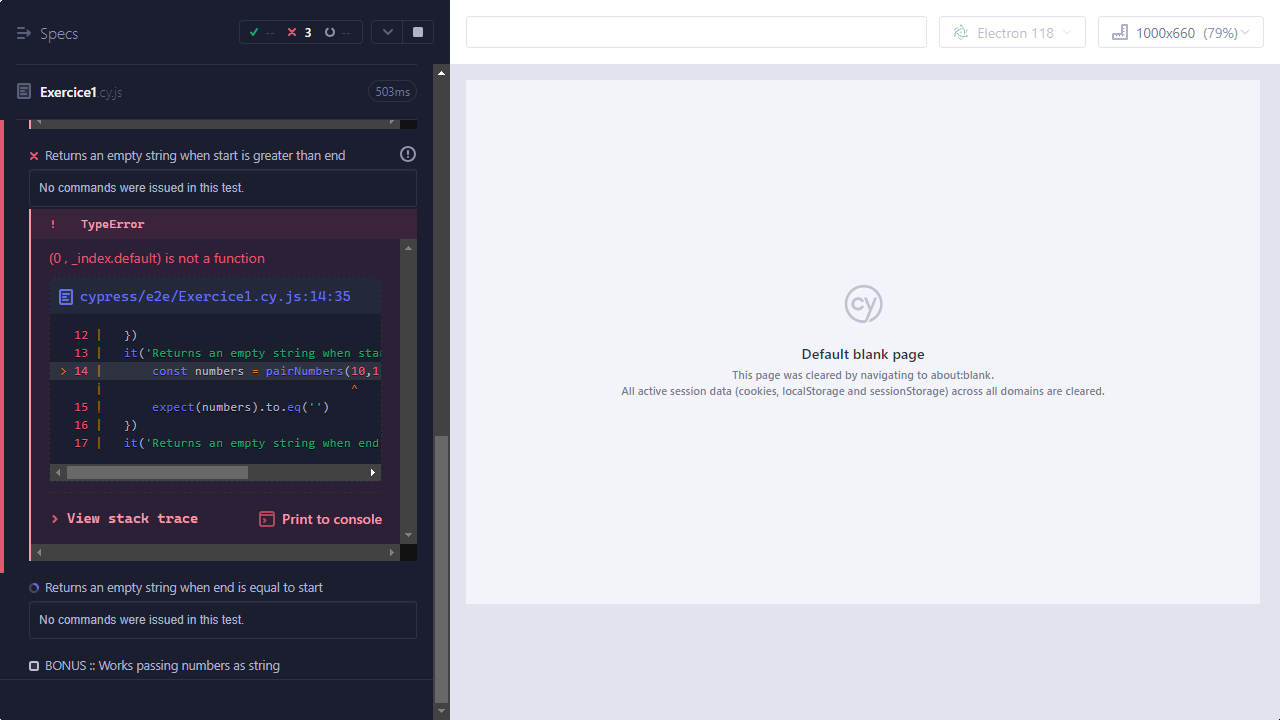 Specs
-- 3 --
Electron 118
1000x660 (79%)
Exercice1.cy.js
503ms
Returns an empty string when start is greater than end
No commands were issued in this test.
! TypeError
(0 , _index.default) is not a function
cypress/e2e/Exercice1.cy.js:14:35
12 | })
13 | it('Returns an empty string when star
> 14 | const numbers = pairNumbers(10,1
| ^
15 | expect(numbers).to.eq('')
16 | })
17 | it('Returns an empty string when end
> View stack trace
Print to console
Returns an empty string when end is equal to start
No commands were issued in this test.
BONUS :: Works passing numbers as string
cy
Default blank page
This page was cleared by navigating to about:blank.
All active session data (cookies, localStorage and sessionStorage) across all domains are cleared.